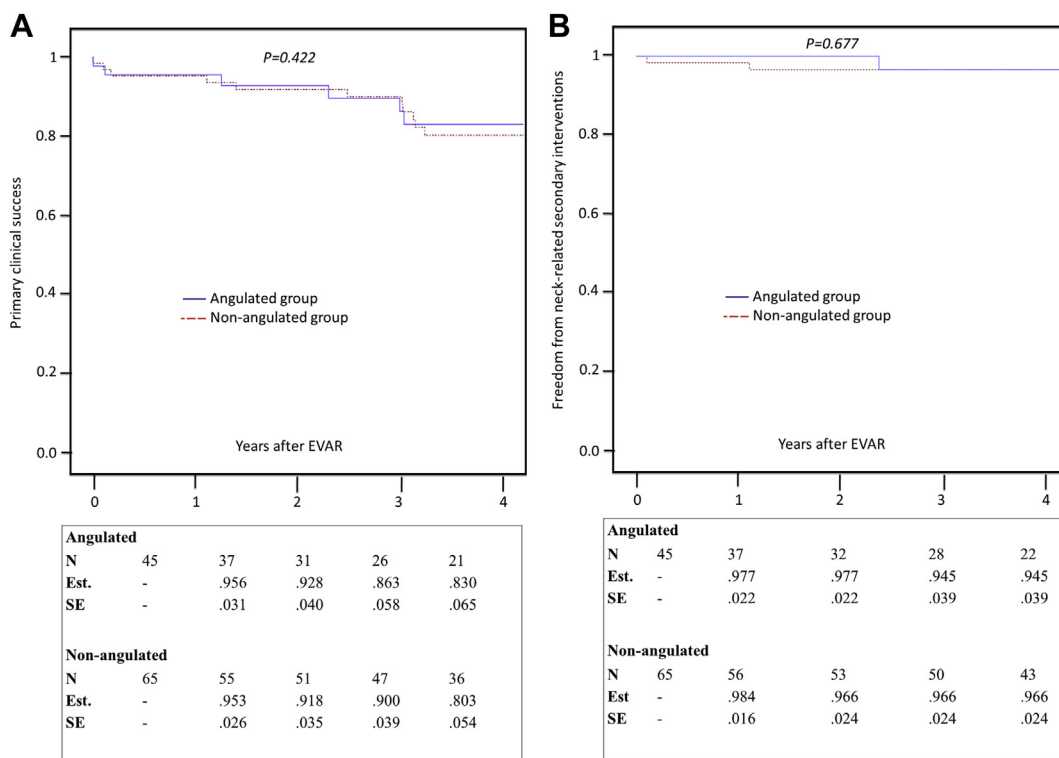 A
P=0.422
1
0.8
0.6
0.4
0.2
0.0
Primary clinical success
Angulated group
Non-angulated group
Years after EVAR
0 1 2 3 4
Angulated
N 45 37 31 26 21
Est. - .956 .928 .863 .830
SE - .031 .040 .058 .065
Non-angulated
N 65 55 51 47 36
Est. - .953 .918 .900 .803
SE - .026 .035 .039 .054
B
P=0.677
1
0.8
0.6
0.4
0.2
0.0
Freedom from neck-related secondary interventions
Angulated group
Non-angulated group
Years after EVAR
0 1 2 3 4
Angulated
N 45 37 32 28 22
Est. - .977 .977 .945 .945
SE - .022 .022 .039 .039
Non-angulated
N 65 56 53 50 43
Est - .984 .966 .966 .966
SE - .016 .024 .024 .024